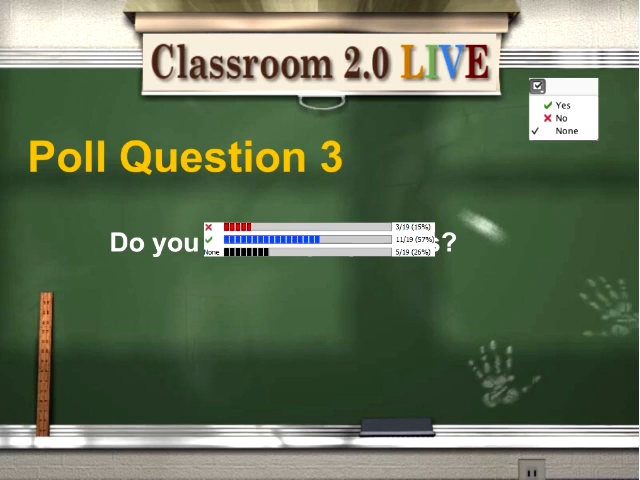 Classroom 2.0 LIVE
Yes
No
None
Poll Question 3
3/19 (15%)
Do you s?
11/19 (57%)
None 5/19 (26%)